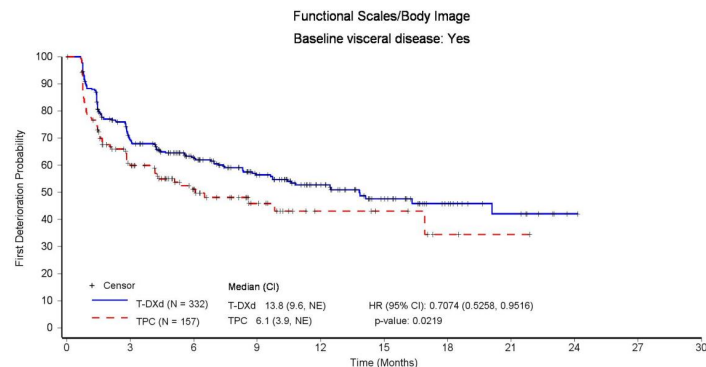 Functional Scales/Body Image
Baseline visceral disease: Yes
First Deterioration Probability
100
90
80
70
60
50
40
30
20
10
0
+ Censor
Median (CI)
T-DXd (N = 332)
T-DXd 13.8 (9.6, NE)
HR (95% CI): 0.7074 (0.5258, 0.9516)
TPC (N = 157)
TPC 6.1 (3.9, NE)
p-value: 0.0219
0 3 6 9 12 15 18 21 24 27 30
Time (Months)